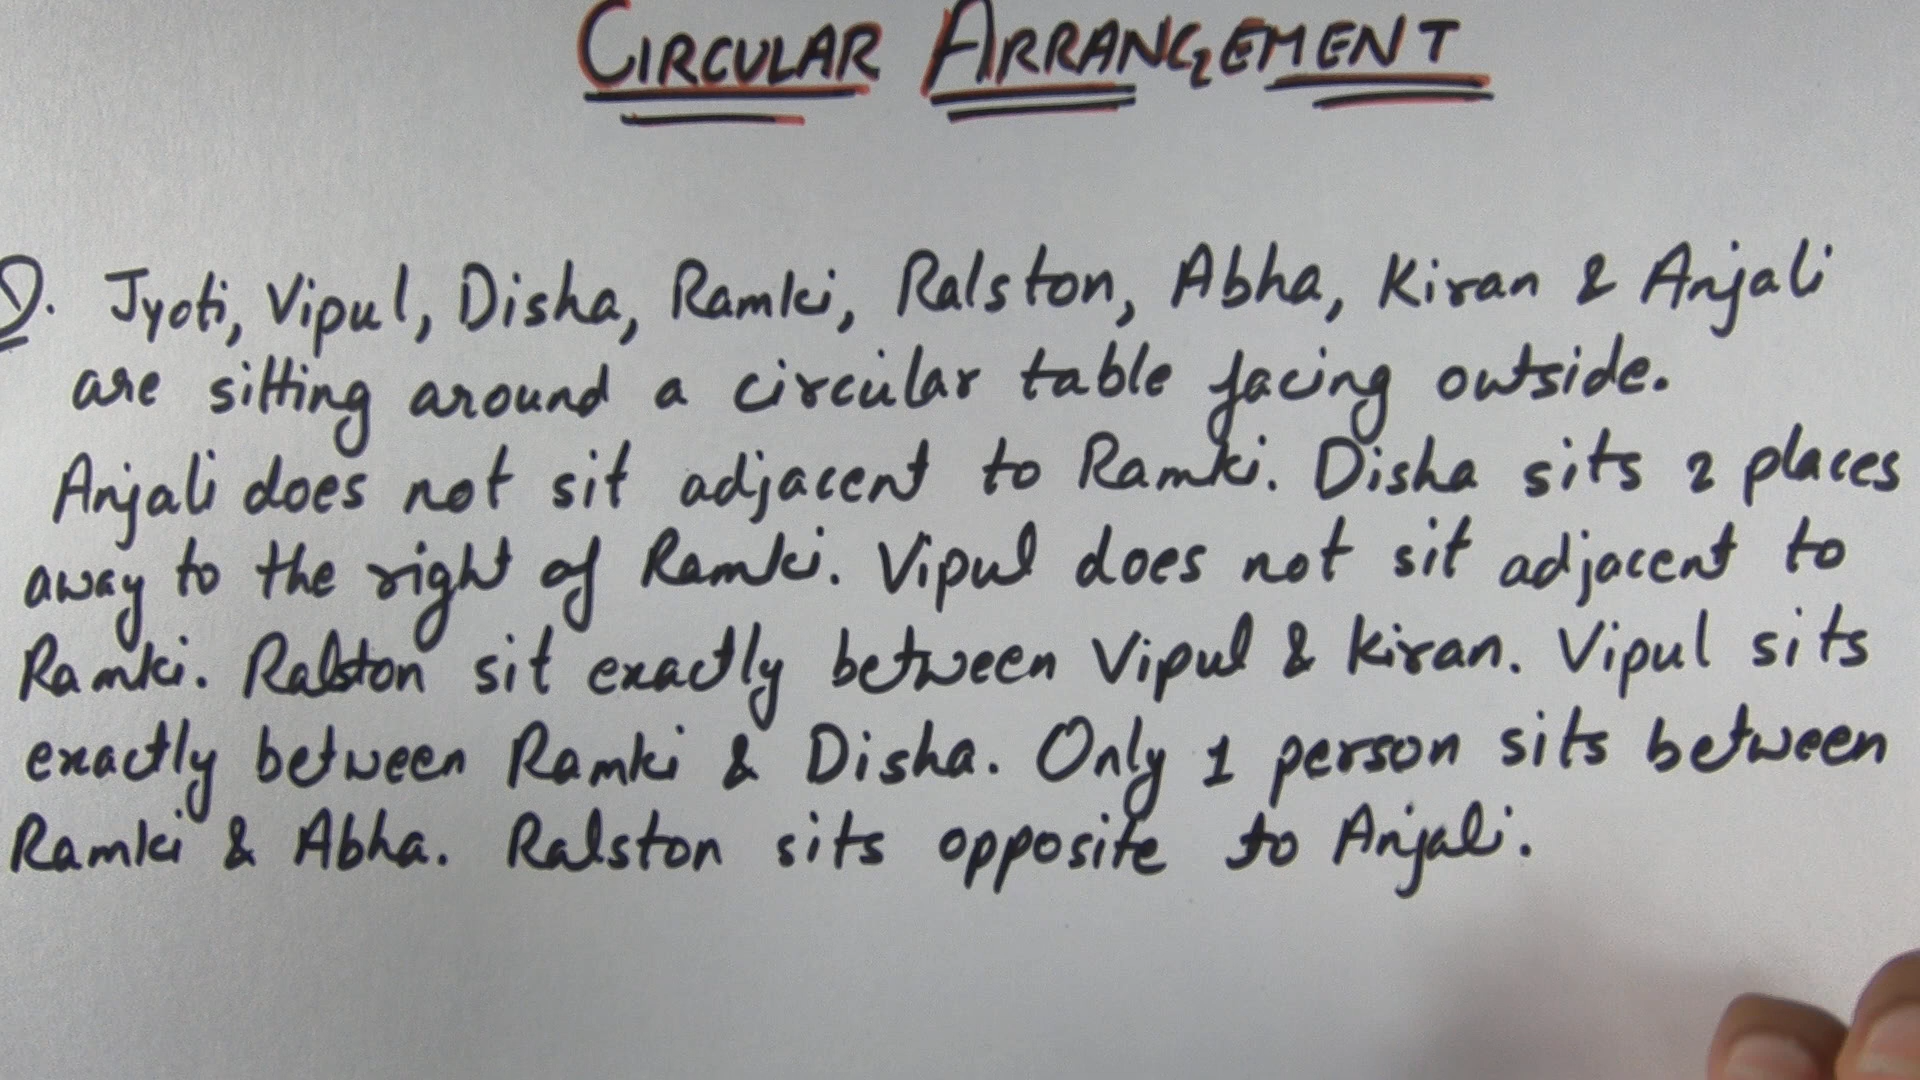 CIRCULAR ARRANGEMENT
Q. Jyoti, Vipul, Disha, Ramki, Ralston, Abha, Kiran & Anjali
are sitting around a circular table facing outside.
Anjali does not sit adjacent to Ramki. Disha sits 2 places
away to the right of Ramki. Vipul does not sit adjacent to
Ramki. Ralston sit exactly between Vipul & Kiran. Vipul sits
exactly between Ramki & Disha. Only 1 person sits between
Ramki & Abha. Ralston sits opposite to Anjali.